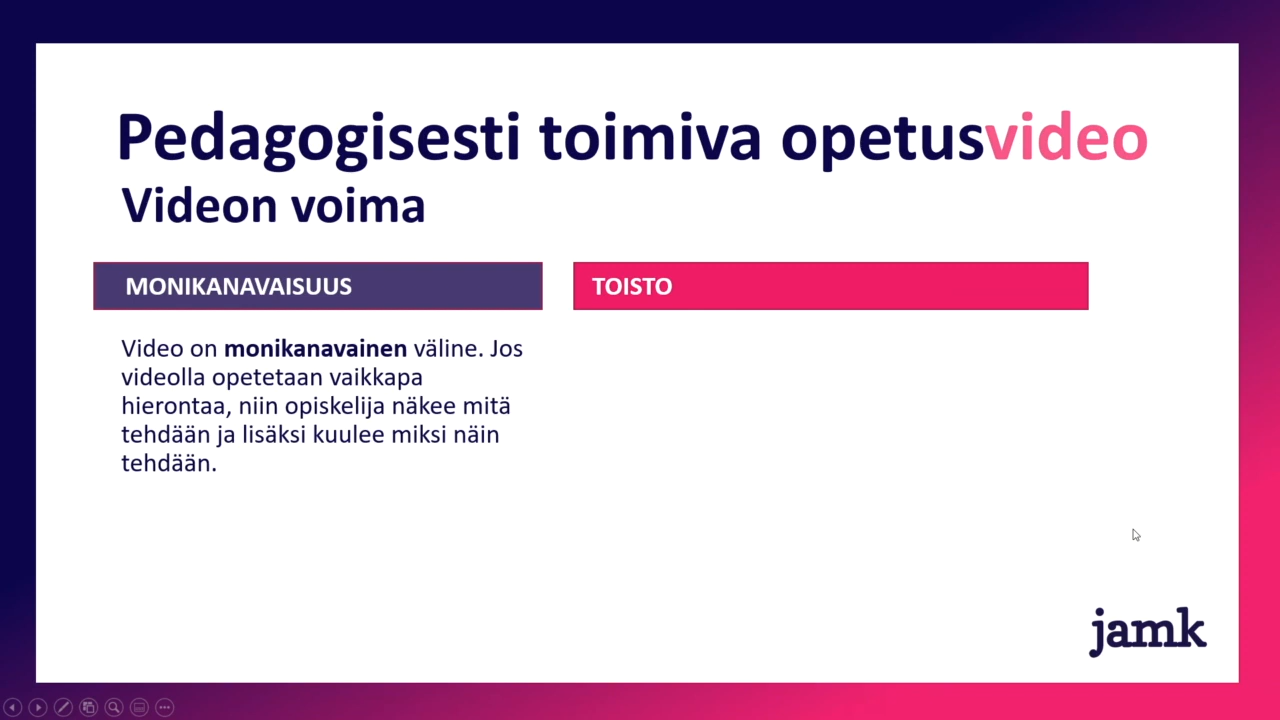 Pedagogisesti toimiva opetusvideo
Videon voima
MONIKANAVAISUUS
TOISTO
Video on monikanavainen väline. Jos
videolla opetetaan vaikkapa
hierontaa, niin opiskelija näkee mitä
tehdään ja lisäksi kuulee miksi näin
tehdään.
jamk